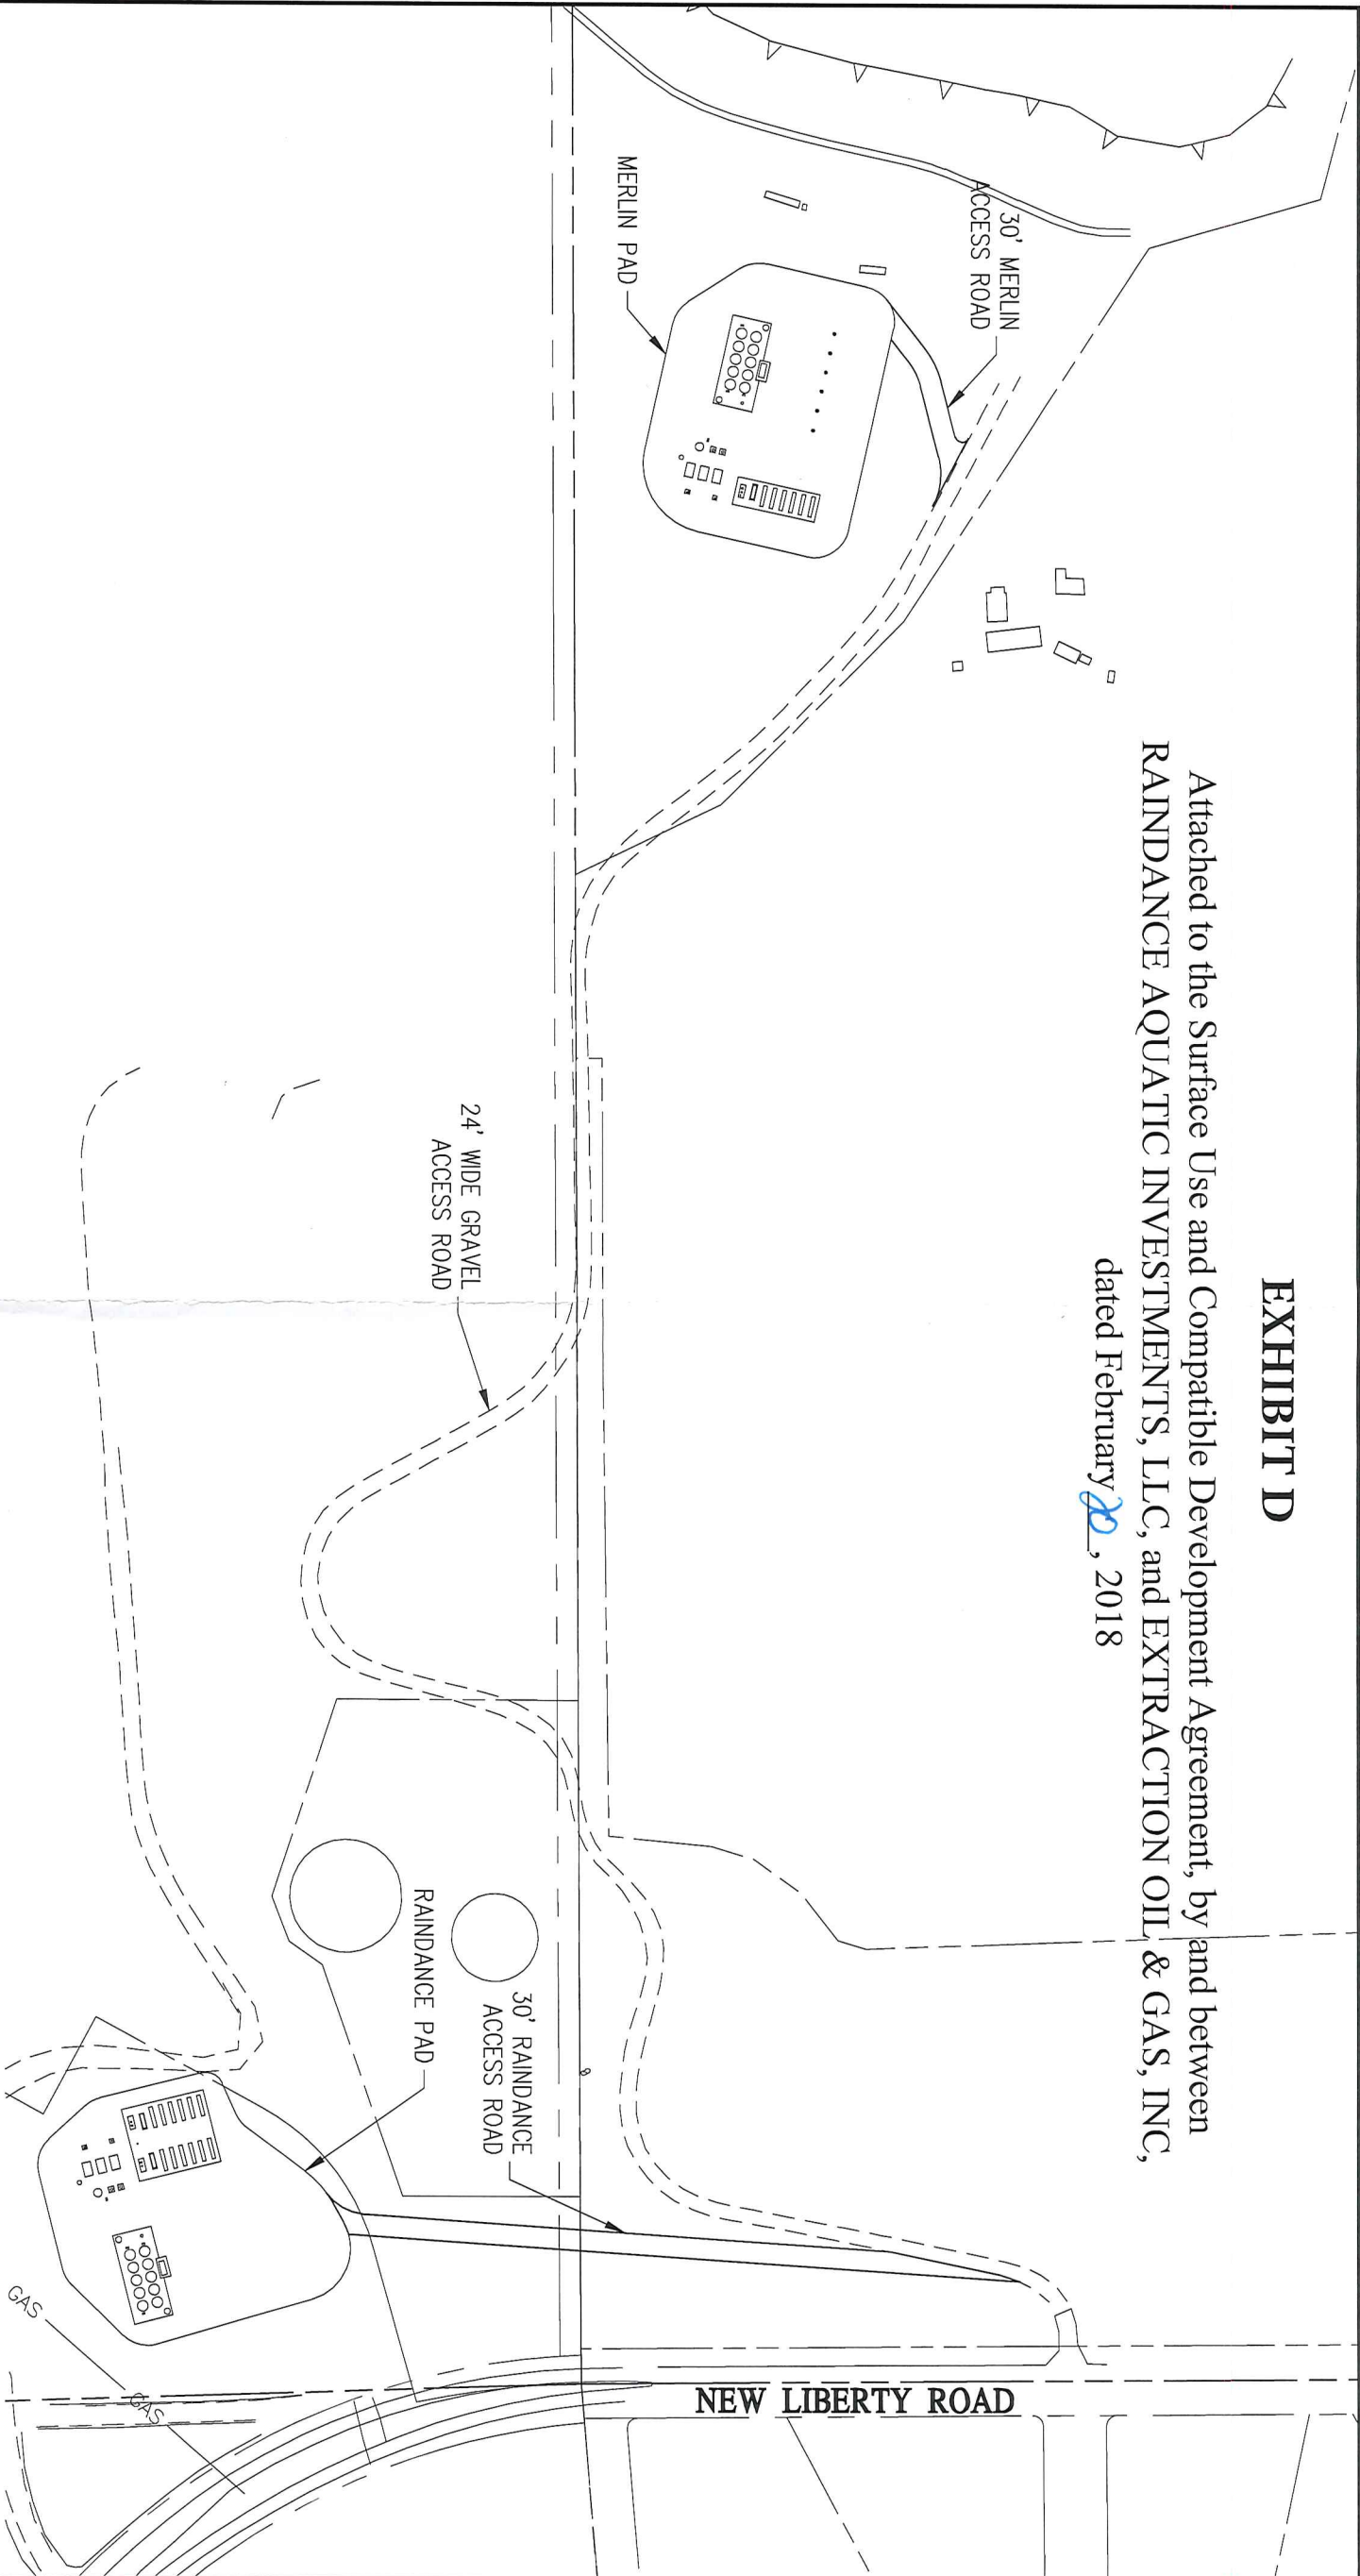 EXHIBIT D
Attached to the Surface Use and Compatible Development Agreement, by and between
RAINDANCE AQUATIC INVESTMENTS, LLC, and EXTRACTION OIL & GAS, INC,
dated February 20, 2018
30' MERLIN
ACCESS ROAD
MERLIN PAD
24' WIDE GRAVEL
ACCESS ROAD
30' RAINDANCE
ACCESS ROAD
RAINDANCE PAD
NEW LIBERTY ROAD
GAS
GAS